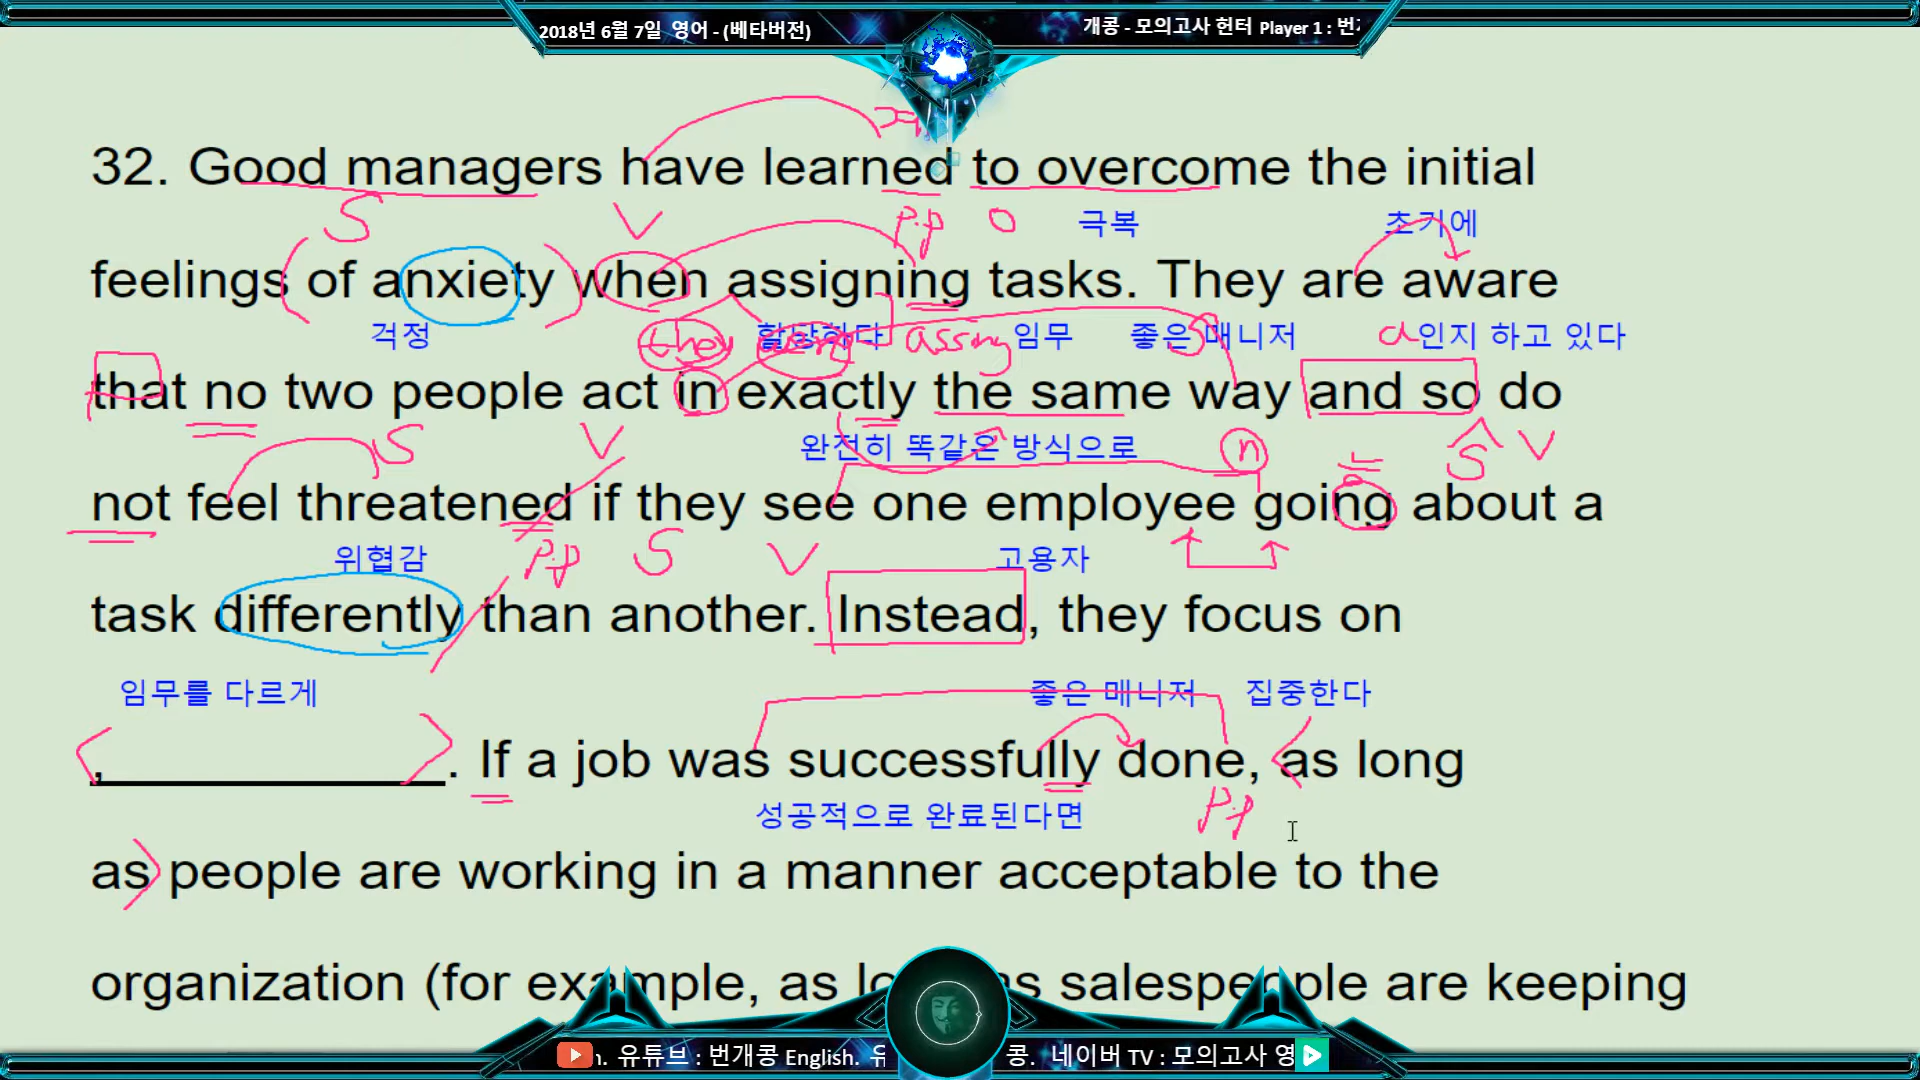 2018년 6월 7일 영어 - (베타버전)
개콩 - 모의고사 헌터 Player 1 : 번
32. Good managers have learned to overcome the initial
S V p.p O 극복 초기에
feelings of anxiety when assigning tasks. They are aware
걱정 they 할당하다 assing 임무 좋은 매니저 S a 인지 하고 있다
that no two people act in exactly the same way and so do
S V 완전히 똑같은 방식으로 n S V
not feel threatened if they see one employee going about a
위협감 p.p S V 고용자
task differently than another. Instead, they focus on
임무를 다르게 좋은 매니저 집중한다
, . If a job was successfully done, as long
성공적으로 완료된다면 p.p
as people are working in a manner acceptable to the
organization (for example, as as salespeople are keeping
유튜브 : 번개콩 English. 유
콩. 네이버 TV : 모의고사 영